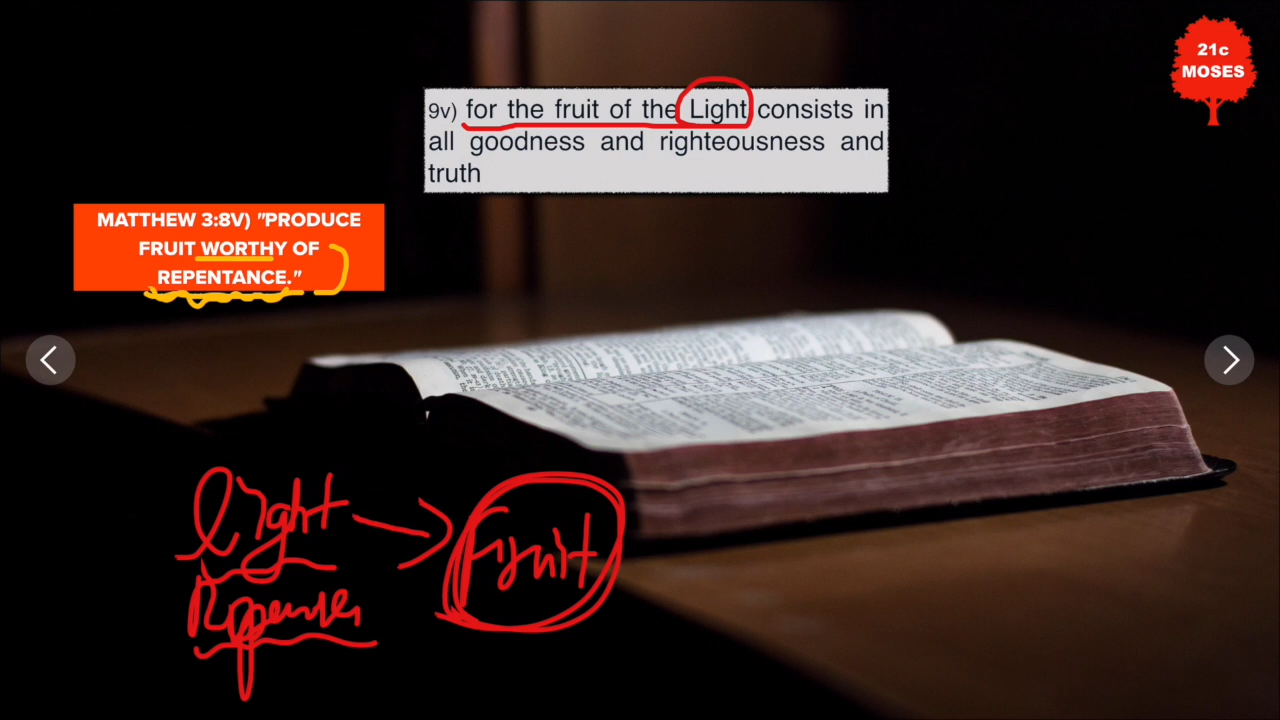 21c
MOSES
9v) for the fruit of the Light consists in
all goodness and righteousness and
truth
MATTHEW 3:8V) "PRODUCE
FRUIT WORTHY OF
REPENTANCE."
light
fruit